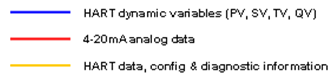 HART dynamic variables (PV, SV, TV, QV)
4-20mA analog data
HART data, config & diagnostic information